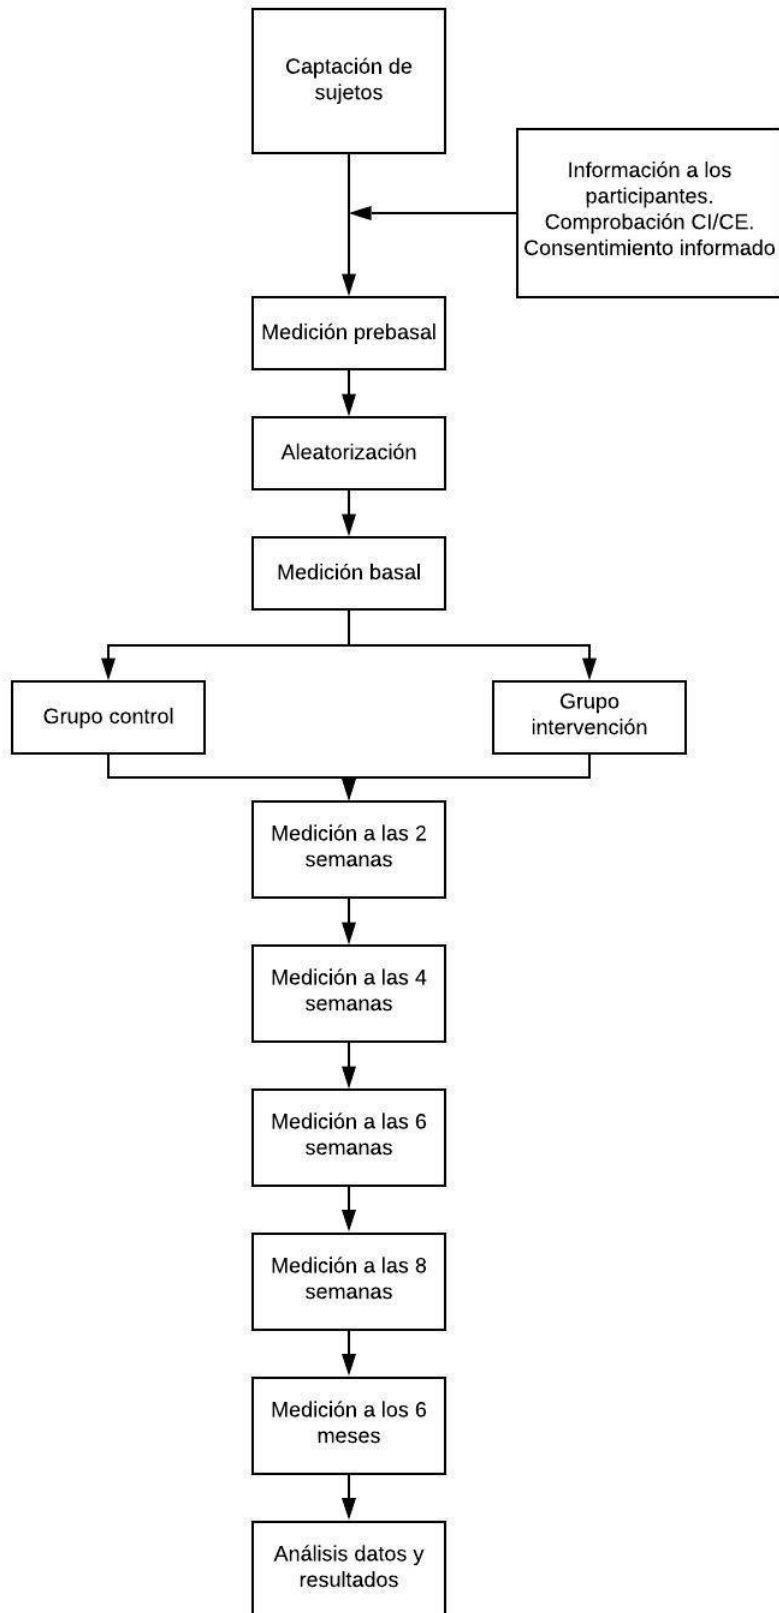 Captación de
sujetos
Información a los
participantes.
Comprobación CI/CE.
Consentimiento informado
Medición prebasal
Aleatorización
Medición basal
Grupo control
Grupo
intervención
Medición a las 2
semanas
Medición a las 4
semanas
Medición a las 6
semanas
Medición a las 8
semanas
Medición a los 6
meses
Análisis datos y
resultados